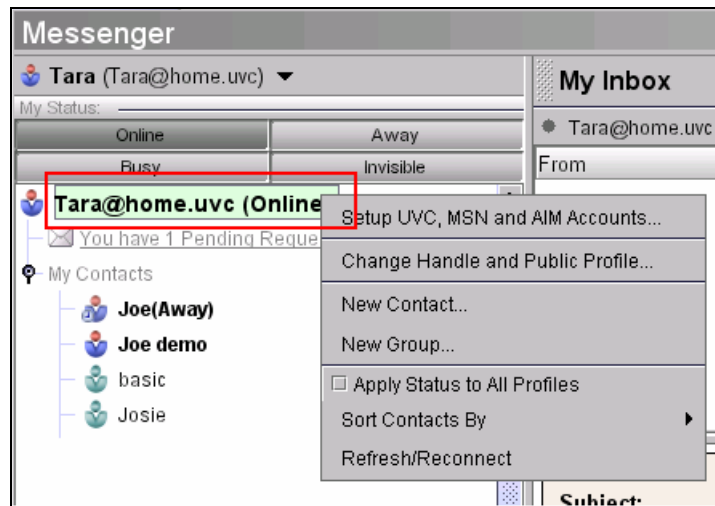 Messenger
Tara (Tara@home.uvc)
My Status:
Online
Away
Busy
Invisible
Tara@home.uvc (Online
You have 1 Pending Reque
My Contacts
Joe(Away)
Joe demo
basic
Josie
Setup UVC, MSN and AIM Accounts...
Change Handle and Public Profile...
New Contact...
New Group...
Apply Status to All Profiles
Sort Contacts By
Refresh/Reconnect
My Inbox
Tara@home.uvc
From
Subject: